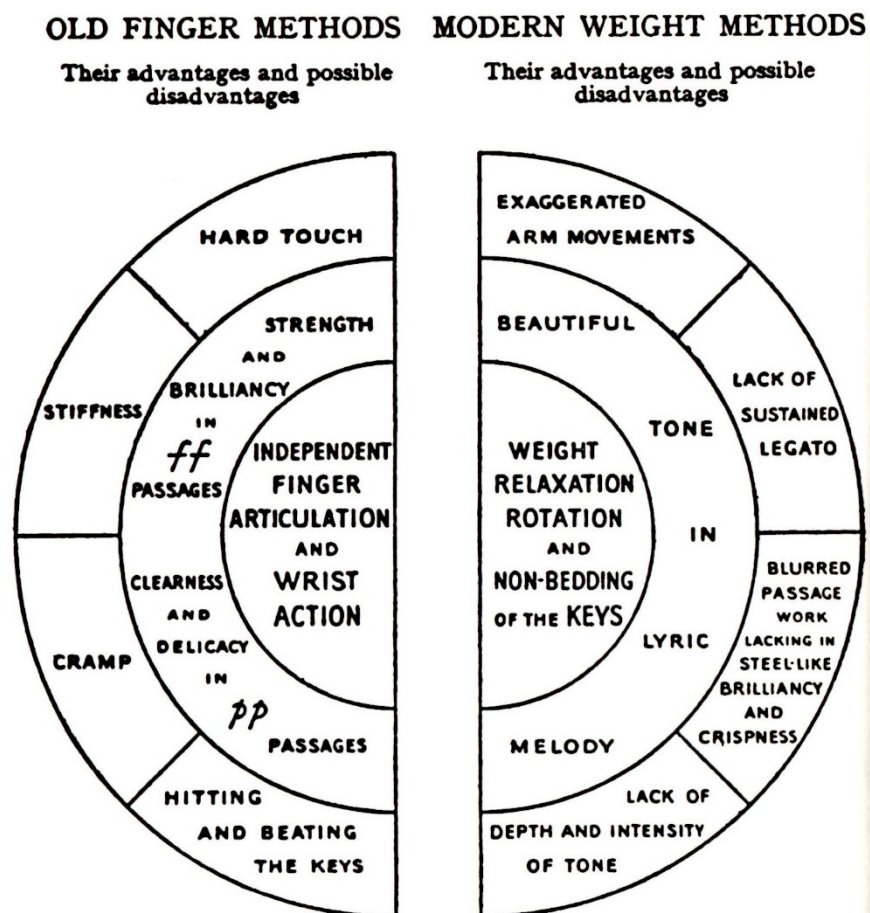 OLD FINGER METHODS
Their advantages and possible
disadvantages
HARD TOUCH
STIFFNESS
CRAMP
HITTING
AND BEATING
THE KEYS
STRENGTH
AND
BRILLIANCY
IN
ff
PASSAGES
CLEARNESS
AND
DELICACY
IN
pp
PASSAGES
INDEPENDENT
FINGER
ARTICULATION
AND
WRIST
ACTION
MODERN WEIGHT METHODS
Their advantages and possible
disadvantages
EXAGGERATED
ARM MOVEMENTS
LACK OF
SUSTAINED
LEGATO
BLURRED
PASSAGE
WORK
LACKING IN
STEEL-LIKE
BRILLIANCY
AND
CRISPNESS
LACK OF
DEPTH AND INTENSITY
OF TONE
BEAUTIFUL
TONE
IN
LYRIC
MELODY
WEIGHT
RELAXATION
ROTATION
AND
NON-BEDDING
OF THE KEYS